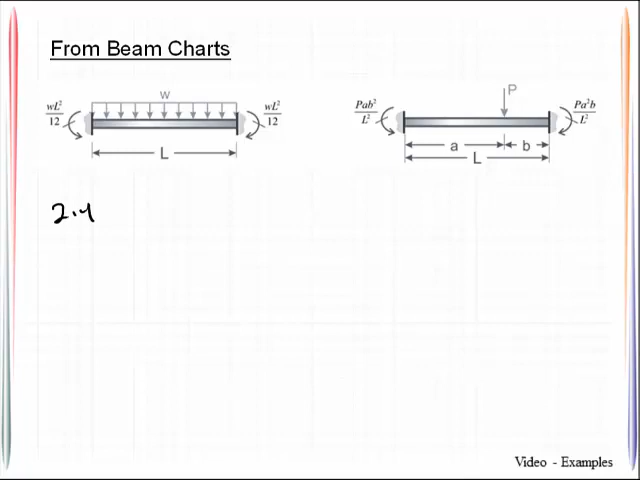 From Beam Charts
w
wL²/12
wL²/12
L
P
Pab²/L²
Pa²b/L²
a
b
L
2.4
Video - Examples